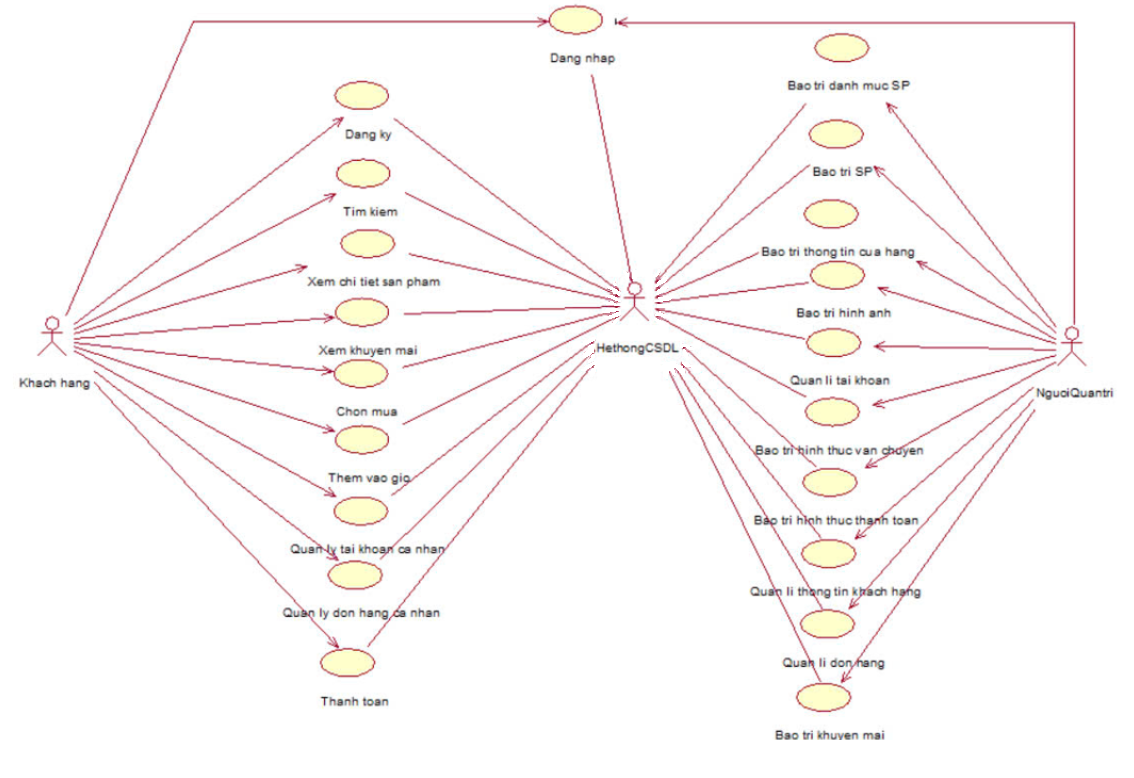 Dang nhap
Bao tri danh muc SP
Dang ky
Bao tri SP
Tim kiem
Bao tri thong tin cua hang
Xem chi tiet san pham
Bao tri hinh anh
Xem khuyen mai
HethongCSDL
Khach hang
Quan li tai khoan
NguoiQuantri
Chon mua
Bao tri hinh thuc van chuyen
Them vao gio
Bao tri hinh thuc thanh toan
Quan ly tai khoan ca nhan
Quan li thong tin khach hang
Quan ly don hang ca nhan
Quan li don hang
Thanh toan
Bao tri khuyen mai